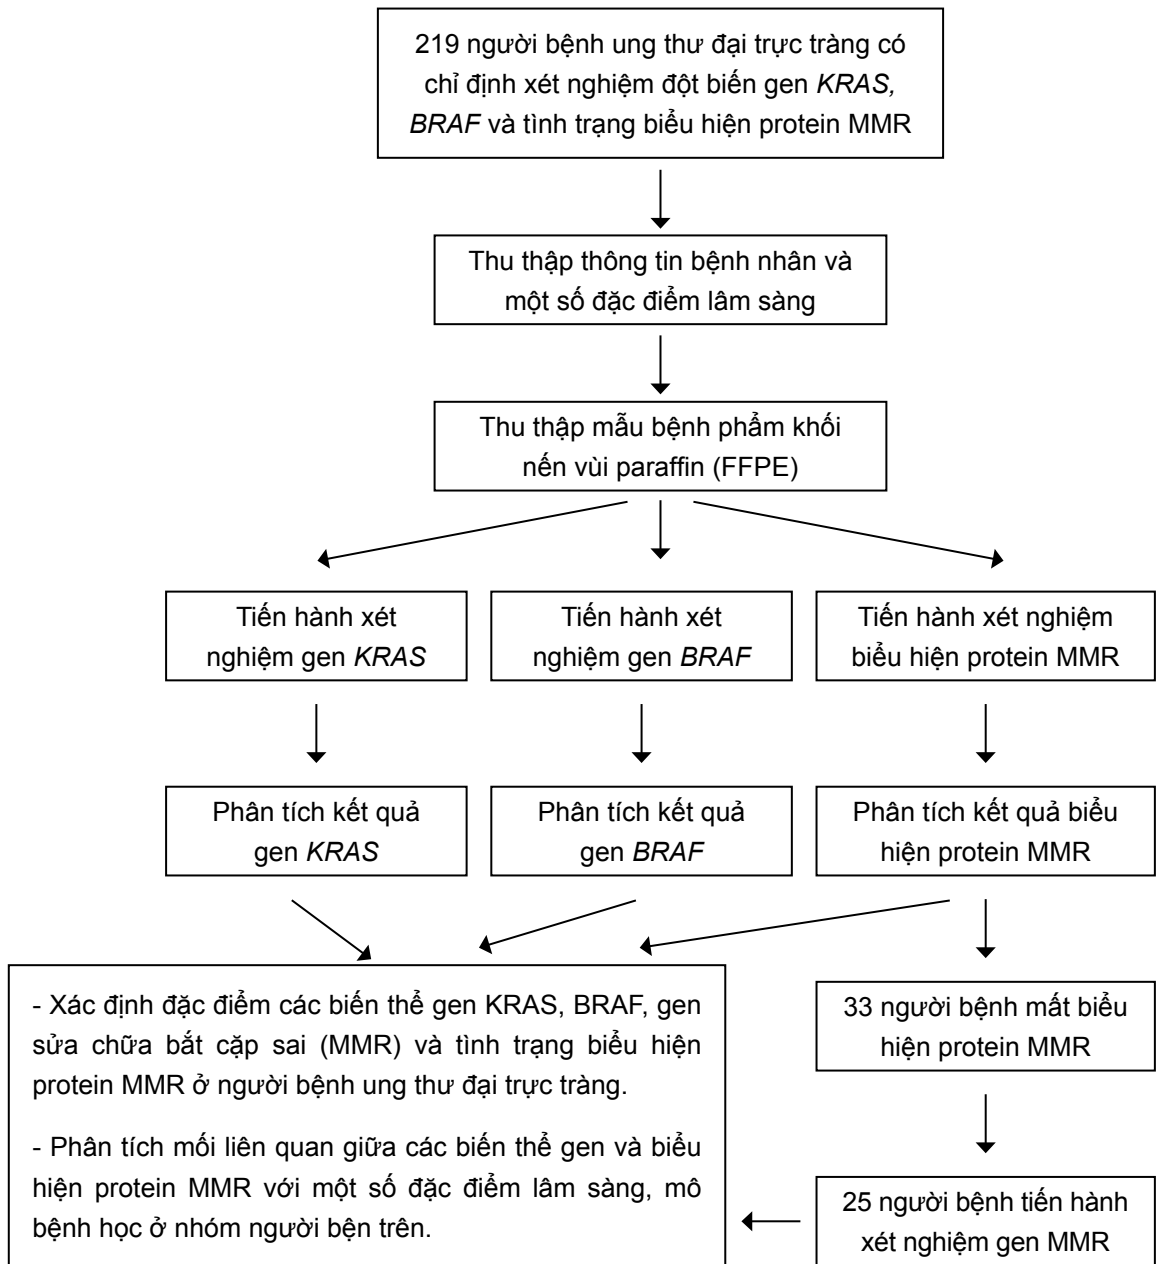 219 người bệnh ung thư đại trực tràng có
chỉ định xét nghiệm đột biến gen KRAS,
BRAF và tình trạng biểu hiện protein MMR
Thu thập thông tin bệnh nhân và
một số đặc điểm lâm sàng
Thu thập mẫu bệnh phẩm khối
nến vùi paraffin (FFPE)
Tiến hành xét
nghiệm gen KRAS
Tiến hành xét
nghiệm gen BRAF
Tiến hành xét nghiệm
biểu hiện protein MMR
Phân tích kết quả
gen KRAS
Phân tích kết quả
gen BRAF
Phân tích kết quả biểu
hiện protein MMR
- Xác định đặc điểm các biến thể gen KRAS, BRAF, gen
sửa chữa bắt cặp sai (MMR) và tình trạng biểu hiện
protein MMR ở người bệnh ung thư đại trực tràng.
- Phân tích mối liên quan giữa các biến thể gen và biểu
hiện protein MMR với một số đặc điểm lâm sàng, mô
bệnh học ở nhóm người bện trên.
33 người bệnh mất biểu
hiện protein MMR
25 người bệnh tiến hành
xét nghiệm gen MMR